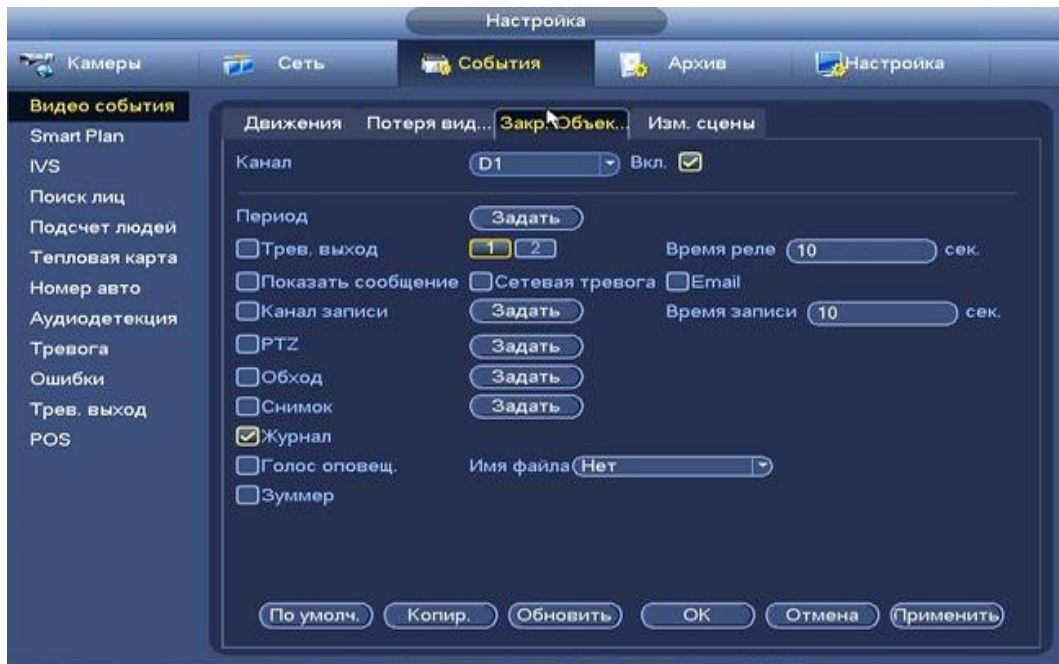 Настройка
Камеры Сеть События Архив Настройка
Видео события
Smart Plan
IVS
Поиск лиц
Подсчет людей
Тепловая карта
Номер авто
Аудиодетекция
Тревога
Ошибки
Трев. выход
POS
Движения Потеря вид... Закр. Объек... Изм. сцены
Канал D1 Вкл.
Период Задать
Трев. выход 1 2 Время реле 10 сек.
Показать сообщение Сетевая тревога Email
Канал записи Задать Время записи 10 сек.
PTZ Задать
Обход Задать
Снимок Задать
Журнал
Голос оповещ. Имя файла Нет
Зуммер
По умолч. Копир. Обновить OK Отмена Применить